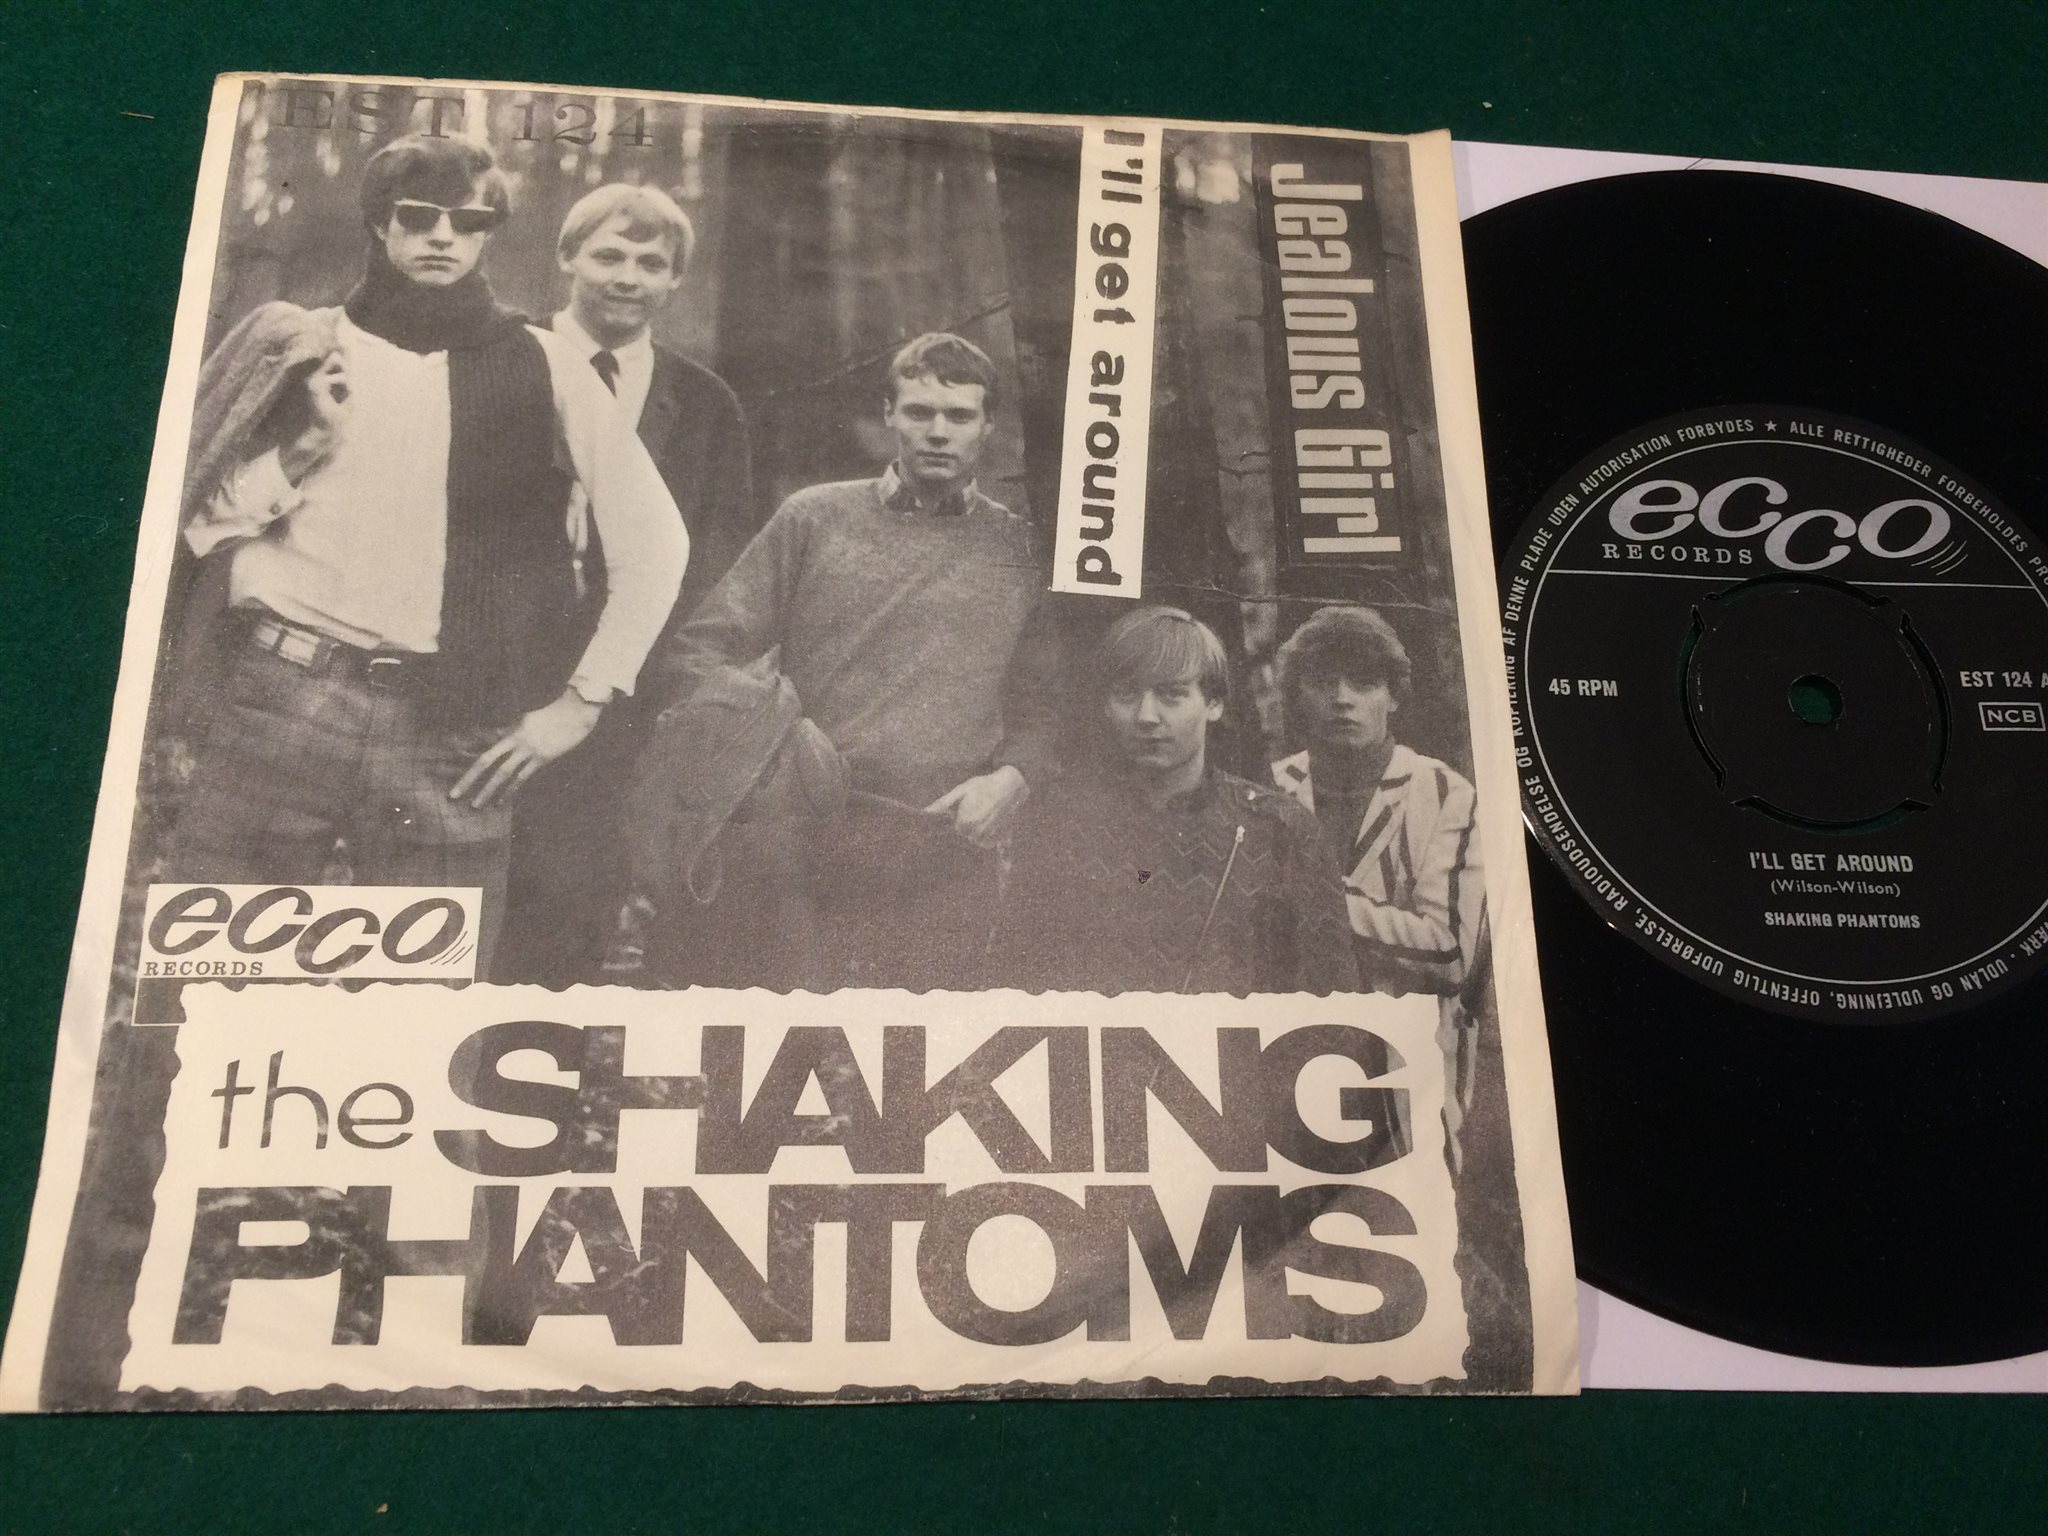 EST 124
I'll get around
Jealous Girl
ecco
RECORDS
the SHAKING
PHANTOMS
UDLÅN OG UDLEJNING, OFFENTLIG UDFØRELSE, RADIOUDSENDELSE OG KOPIERING AF DENNE PLADE UDEN AUTORISATION FORBYDES ★ ALLE RETTIGHEDER FORBEHOLDES
ecco
RECORDS
45 RPM
EST 124 A
NCB
I'LL GET AROUND
(Wilson-Wilson)
SHAKING PHANTOMS